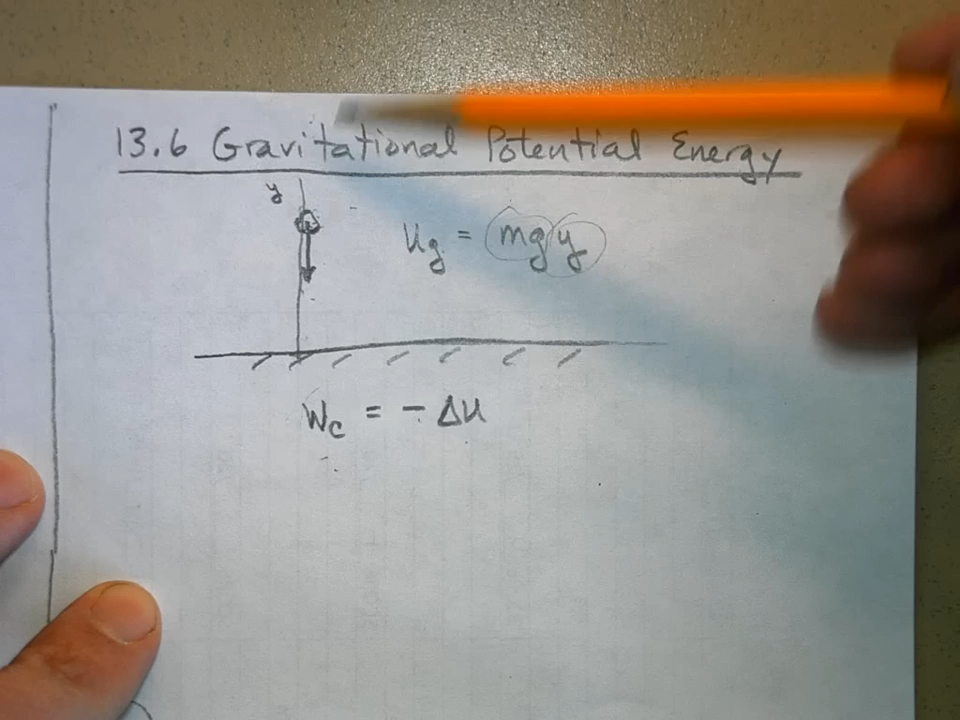 13.6 Gravitational Potential Energy
y
Ug = mgy
Wc = - ΔU